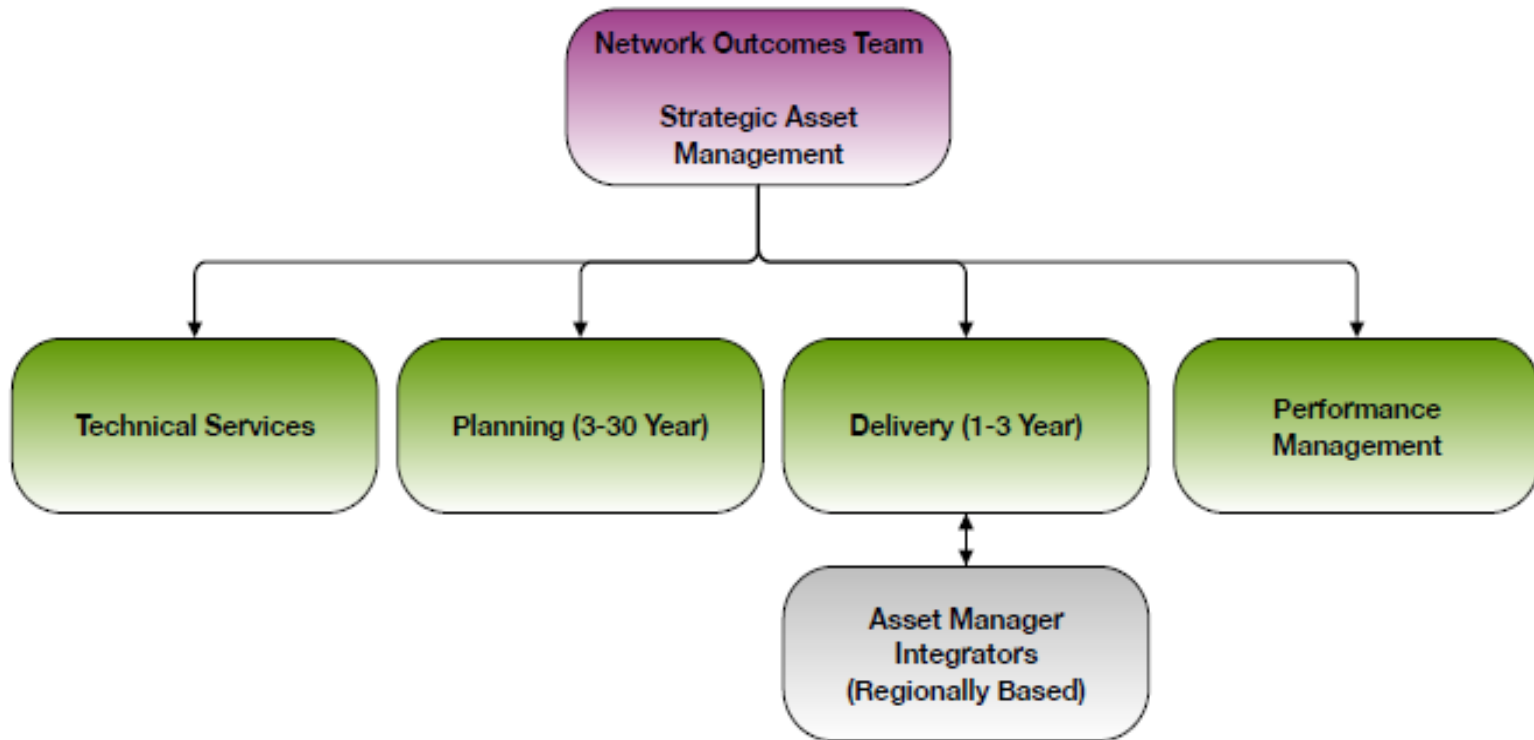 Network Outcomes Team
Strategic Asset
Management
Technical Services
Planning (3-30 Year)
Delivery (1-3 Year)
Performance
Management
Asset Manager
Integrators
(Regionally Based)